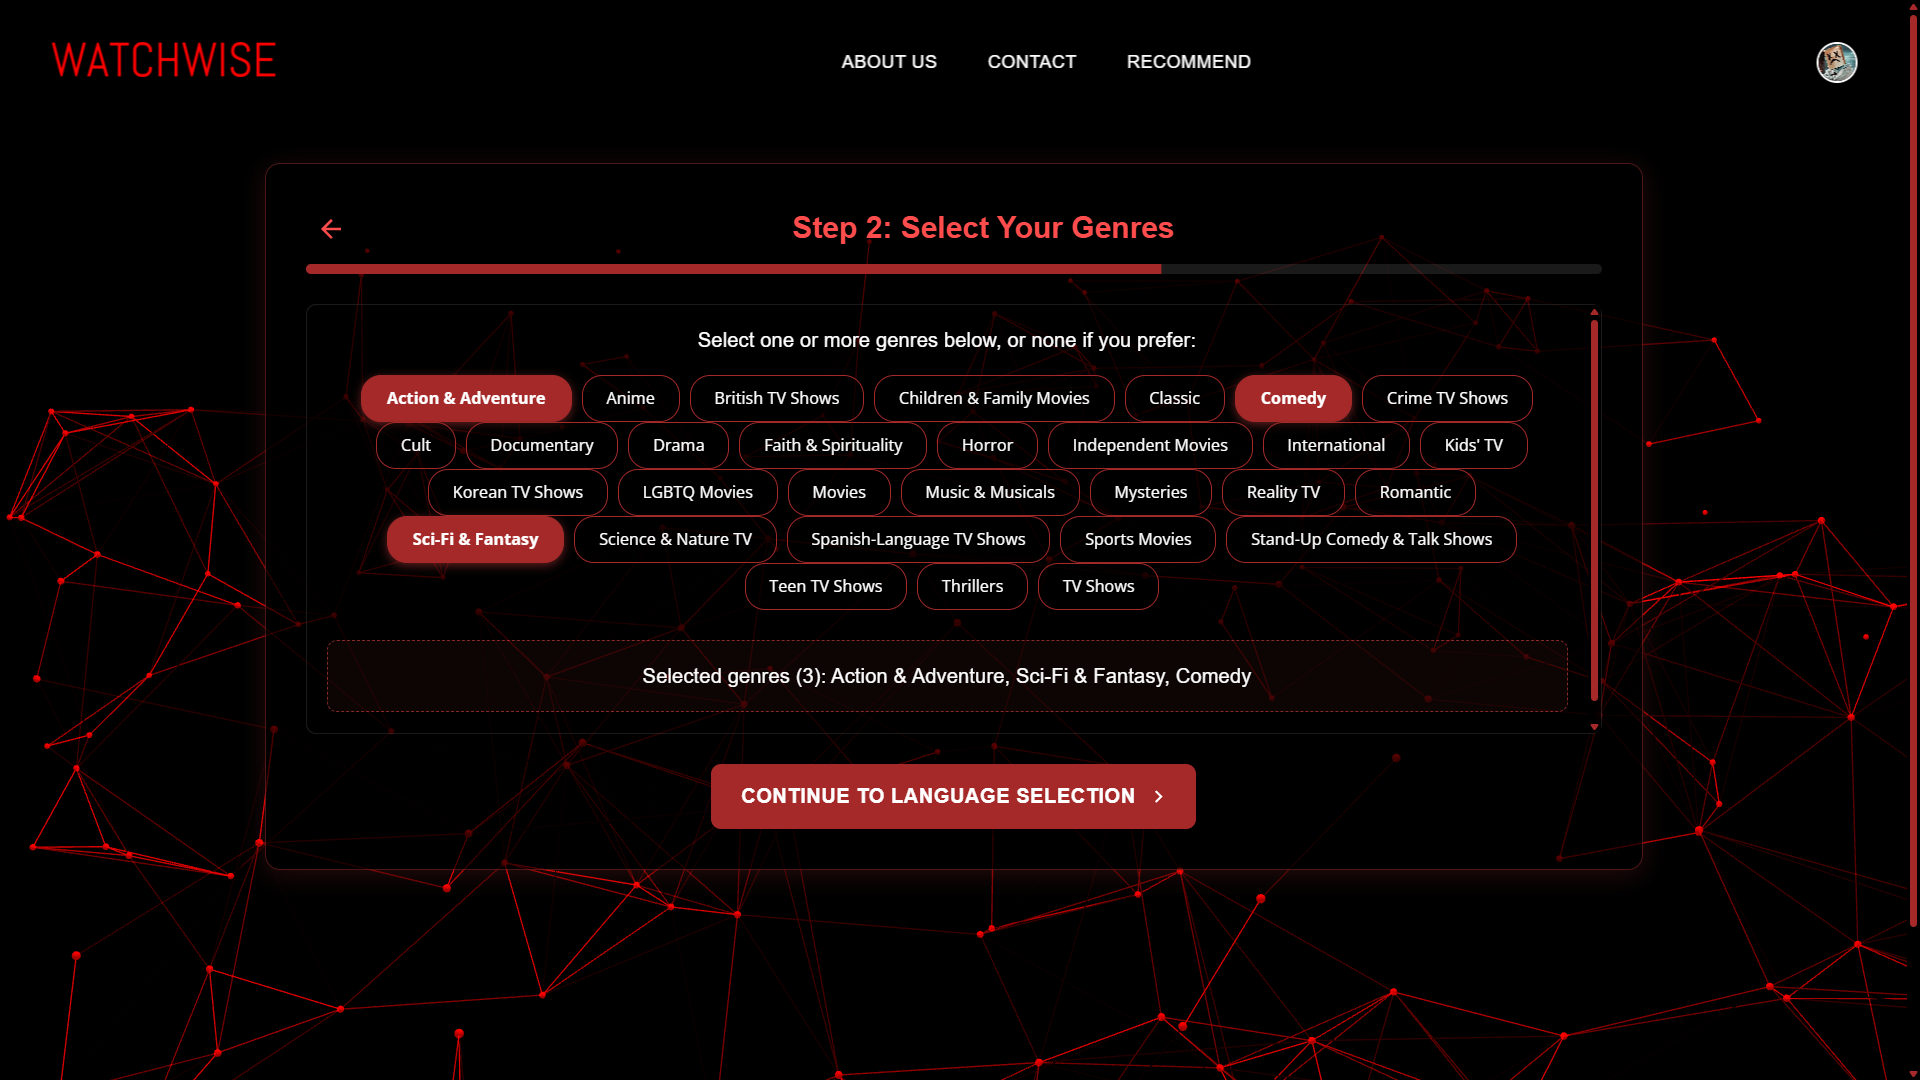 WATCHWISE
ABOUT US CONTACT RECOMMEND
Step 2: Select Your Genres
Select one or more genres below, or none if you prefer:
Action & Adventure Anime British TV Shows Children & Family Movies Classic Comedy Crime TV Shows
Cult Documentary Drama Faith & Spirituality Horror Independent Movies International Kids' TV
Korean TV Shows LGBTQ Movies Movies Music & Musicals Mysteries Reality TV Romantic
Sci-Fi & Fantasy Science & Nature TV Spanish-Language TV Shows Sports Movies Stand-Up Comedy & Talk Shows
Teen TV Shows Thrillers TV Shows
Selected genres (3): Action & Adventure, Sci-Fi & Fantasy, Comedy
CONTINUE TO LANGUAGE SELECTION